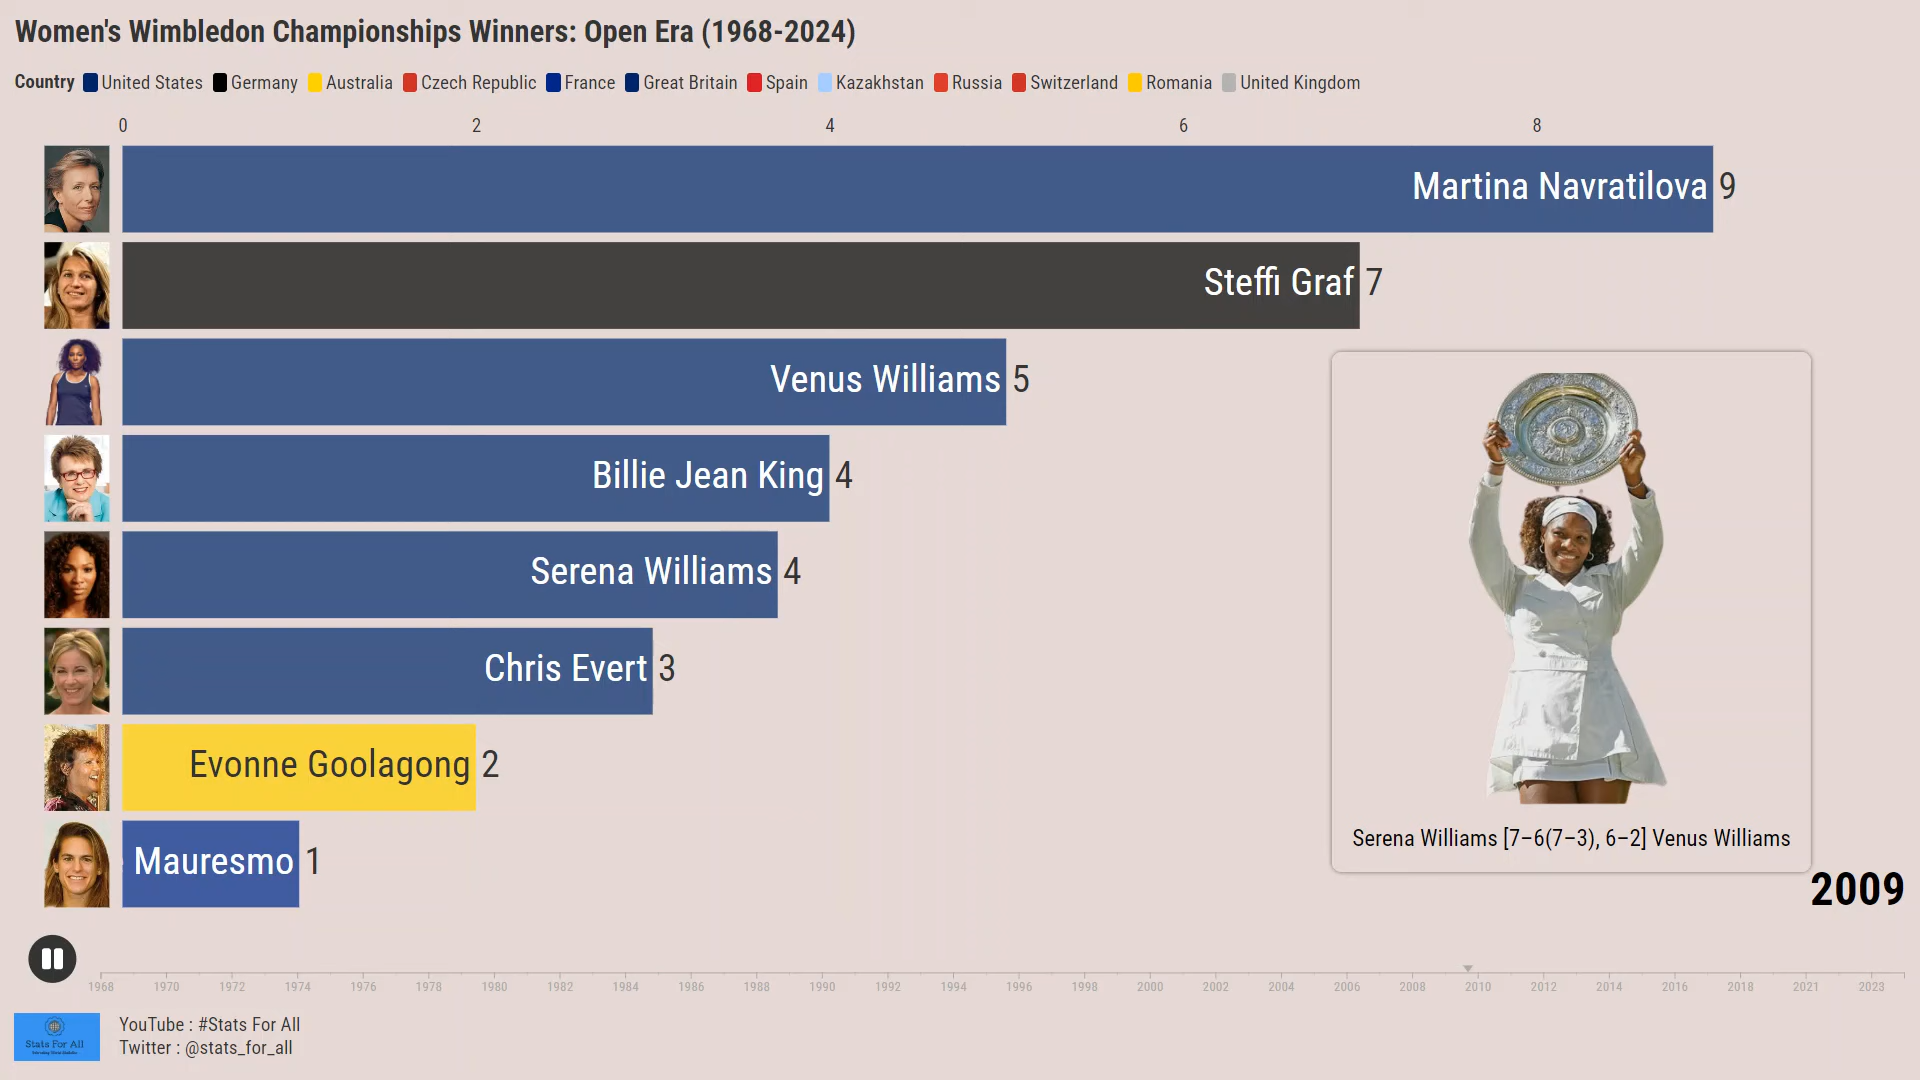 Women's Wimbledon Championships Winners: Open Era (1968-2024)
Country United States Germany Australia Czech Republic France Great Britain Spain Kazakhstan Russia Switzerland Romania United Kingdom
0 2 4 6 8
Martina Navratilova 9
Steffi Graf 7
Venus Williams 5
Billie Jean King 4
Serena Williams 4
Chris Evert 3
Evonne Goolagong 2
Mauresmo 1
Serena Williams [7–6(7–3), 6–2] Venus Williams
2009
1968 1970 1972 1974 1976 1978 1980 1982 1984 1986 1988 1990 1992 1994 1996 1998 2000 2002 2004 2006 2008 2010 2012 2014 2016 2018 2021 2023
Stats For All
YouTube : #Stats For All
Twitter : @stats_for_all